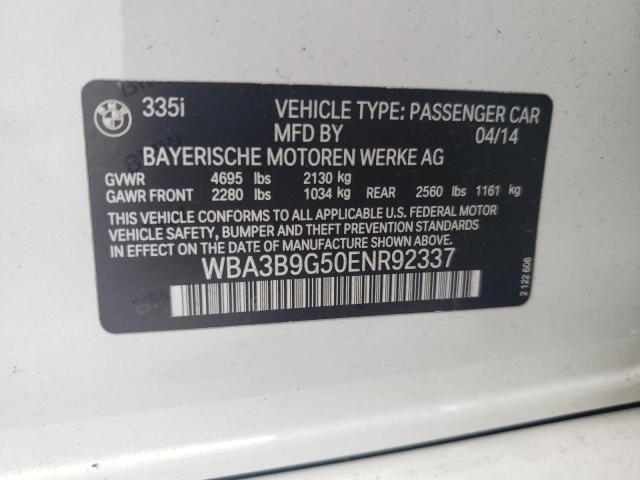 335i VEHICLE TYPE: PASSENGER CAR
MFD BY 04/14
BAYERISCHE MOTOREN WERKE AG
GVWR 4695 lbs 2130 kg
GAWR FRONT 2280 lbs 1034 kg REAR 2560 lbs 1161 kg
THIS VEHICLE CONFORMS TO ALL APPLICABLE U.S. FEDERAL MOTOR
VEHICLE SAFETY, BUMPER AND THEFT PREVENTION STANDARDS
IN EFFECT ON THE DATE OF MANUFACTURE SHOWN ABOVE.
WBA3B9G50ENR92337
2 122 606